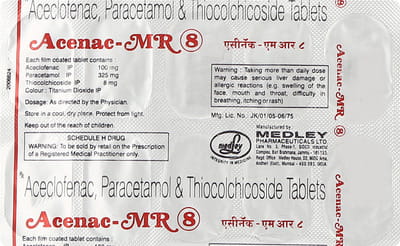 Aceclofenac, Paracetamol & Thiocolchicoside Tablets
Acenac-MR 8 एसीनॅक - एम आर ८
Each film coated tablet contains
Aceclofenac IP 100 mg
Paracetamol IP 325 mg
Thiocolchicoside IP 8 mg
Colour : Titanium Dioxide IP
Dosage: As directed by the Physician.
Store in a cool, dry place. Protect from light.
Keep out of the reach of children.
SCHEDULE H DRUG
WARNING: To be sold by retail on the Prescription
of a Registered Medical Practitioner only.
Warning : Taking more than daily dose
may cause serious liver damage or
allergic reactions (e.g. swelling of the
face, mouth and throat, difficulty in
breathing, itching or rash)
Mfg. Lic. No.: JK/01/05-06/75
medley
INTEGRITY IN MEDICINE
Manufactured by:
MEDLEY
PHARMACEUTICALS LTD.
Acenac-MR 8
Rx
Aceclofenac, Paracetamol & Thiocolchicoside Tablets
Acenac-MR 8 एसीनॅक - एम आर ८
Each film coated tablet contains
Acenac-MR 8